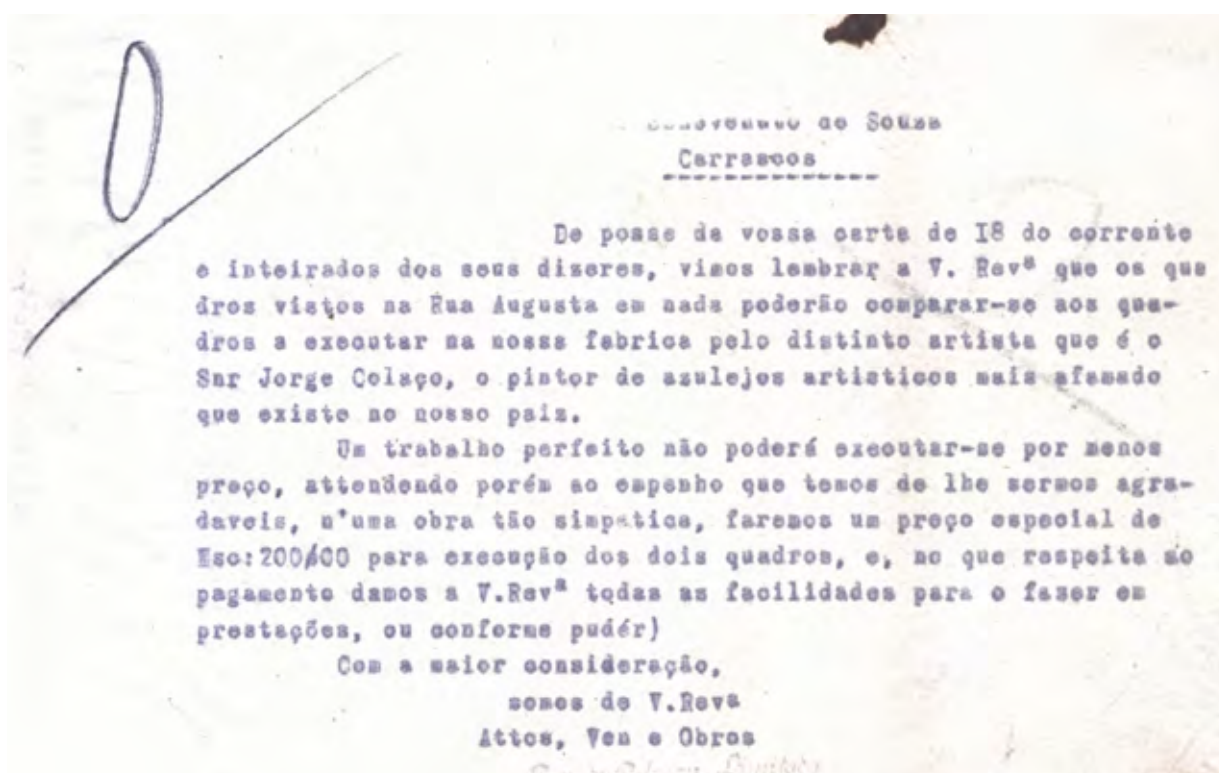 de Souza
Carrascos
De posse da vossa carta de I8 do corrente
e inteirados dos seus dizeres, vimos lembrar a V. Revª que os qua
dros vistos na Rua Augusta em nada poderão comparar-se aos qua-
dros a executar na nossa fabrica pelo distinto artista que é o
Snr Jorge Colaço, o pintor de azulejos artisticos mais afamado
que existe no nosso paiz.
Um trabalho perfeito não poderá executar-se por menos
preço, attendendo porém ao empenho que temos de lhe sermos agra-
daveis, n'uma obra tão simpatica, faremos um preço especial de
Esc:200$00 para execução dos dois quadros, e, no que respeita ao
pagamento damos a V.Revª todas as facilidades para o fazer em
prestações, ou conforme pudér)
Com a maior consideração,
somos de V.Reva
Attos, Ven e Obros